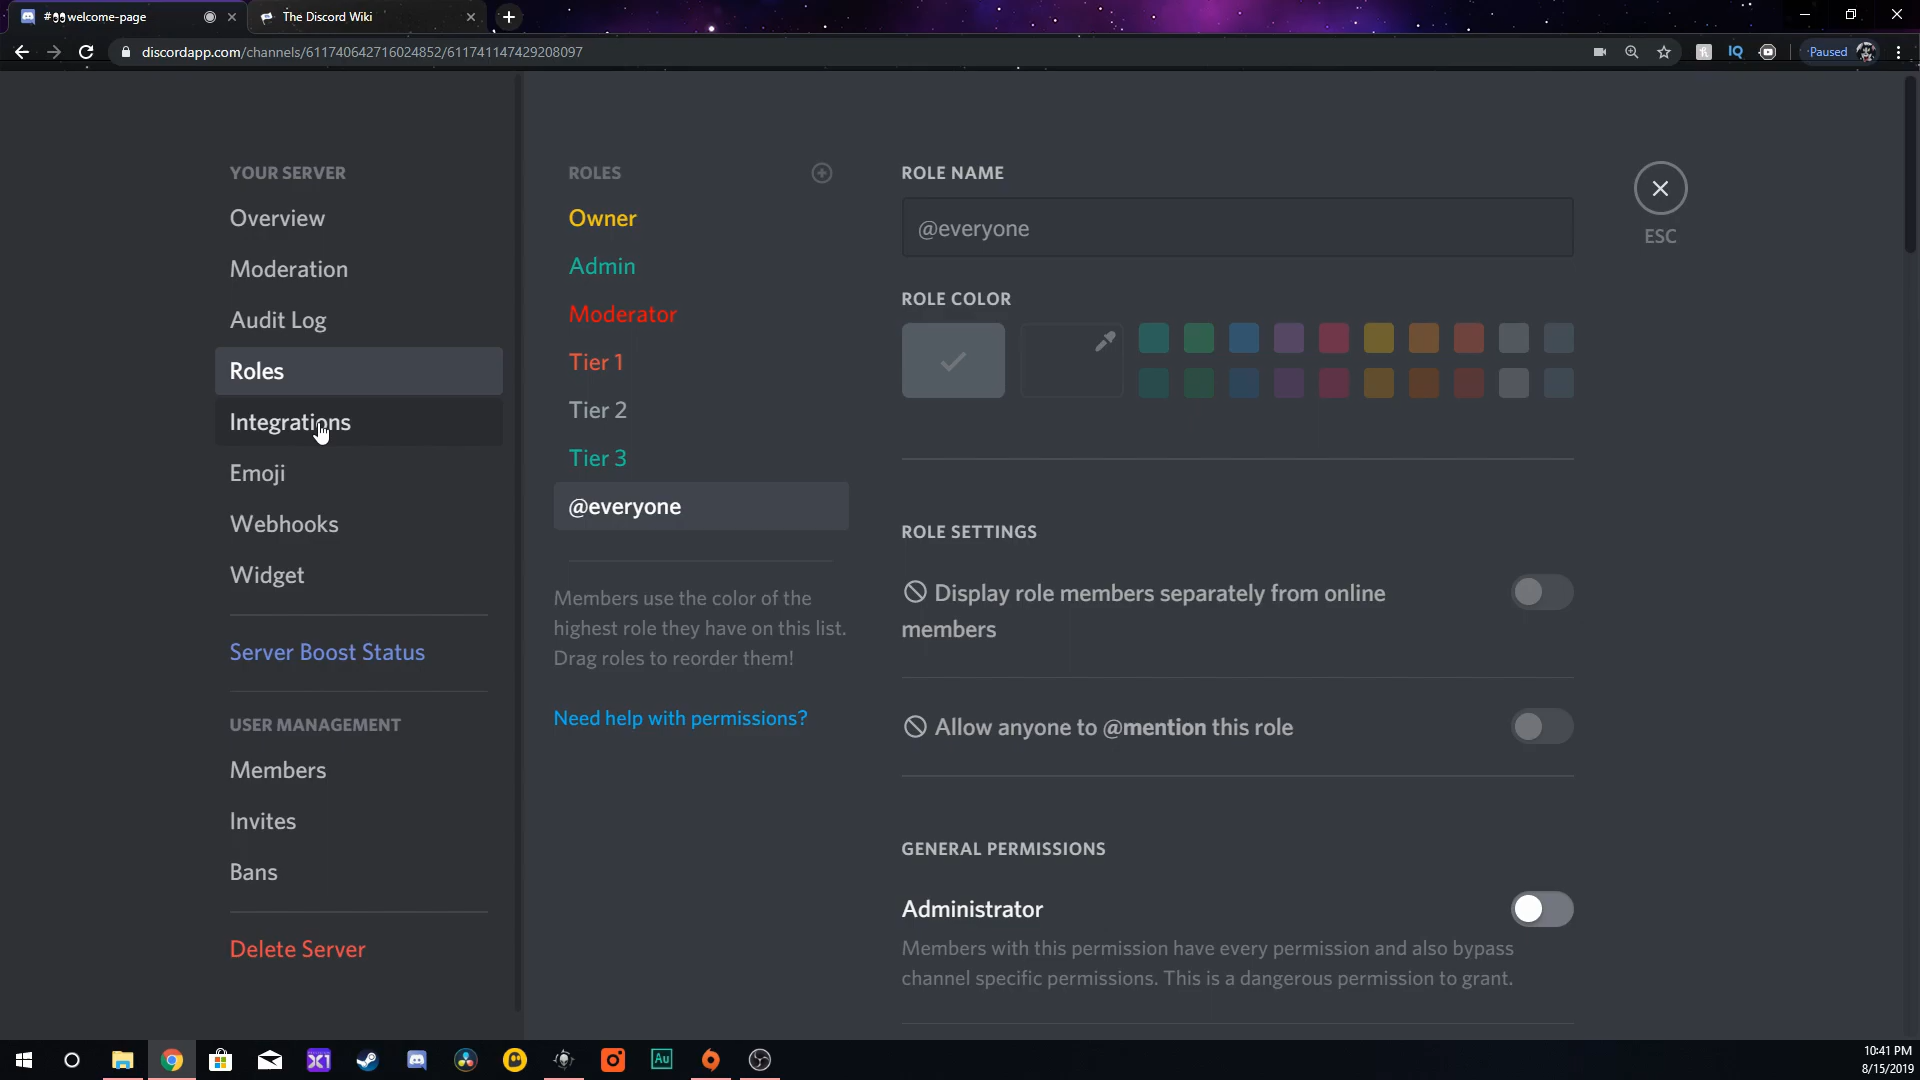 #👀welcome-page
The Discord Wiki
discordapp.com/channels/611740642716024852/611741147429208097
IQ
Paused
YOUR SERVER
Overview
Moderation
Audit Log
Roles
Integrations
Emoji
Webhooks
Widget
Server Boost Status
USER MANAGEMENT
Members
Invites
Bans
Delete Server
ROLES
Owner
Admin
Moderator
Tier 1
Tier 2
Tier 3
@everyone
Members use the color of the
highest role they have on this list.
Drag roles to reorder them!
Need help with permissions?
ROLE NAME
@everyone
ROLE COLOR
ROLE SETTINGS
Display role members separately from online
members
Allow anyone to @mention this role
GENERAL PERMISSIONS
Administrator
Members with this permission have every permission and also bypass
channel specific permissions. This is a dangerous permission to grant.
ESC
X1
Au
10:41 PM
8/15/2019